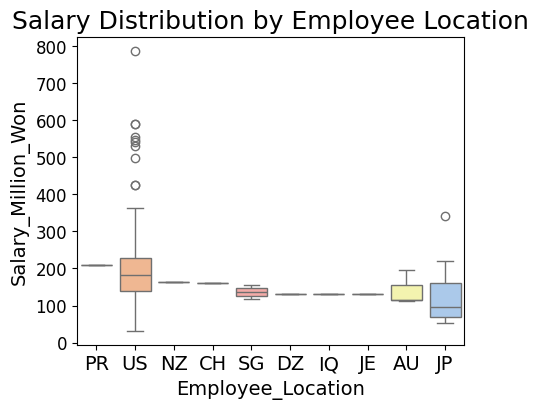 Salary Distribution by Employee Location
Salary_Million_Won
800
700
600
500
400
300
200
100
0
PR US NZ CH SG DZ IQ JE AU JP
Employee_Location